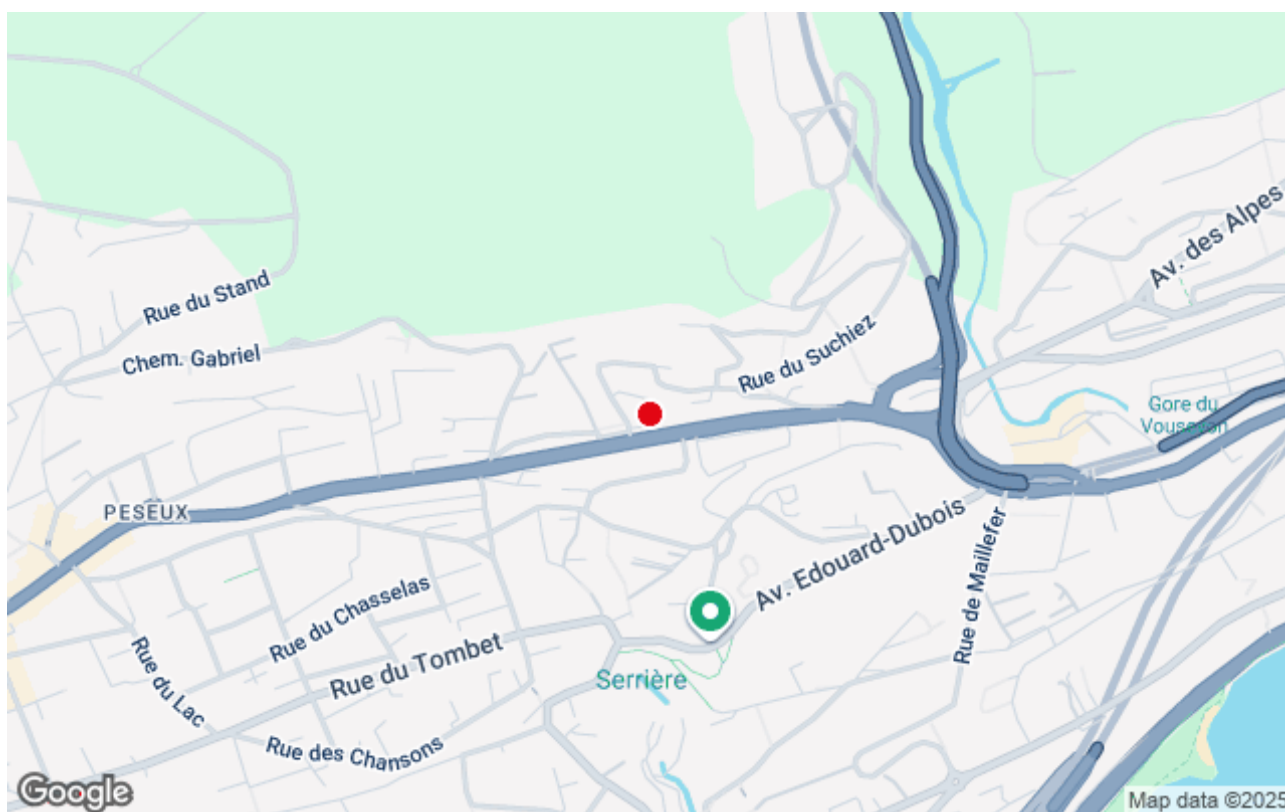 Av. des Alpes
Rue du Stand
Chem. Gabriel
Rue du Suchiez
Gore du
PESEUX
Av. Edouard-Dubois
Rue de Maillefer
Rue du Chasselas
Rue du Tombet
Serrière
Rue du Lac
Rue des Chansons
Google
Map data ©2025